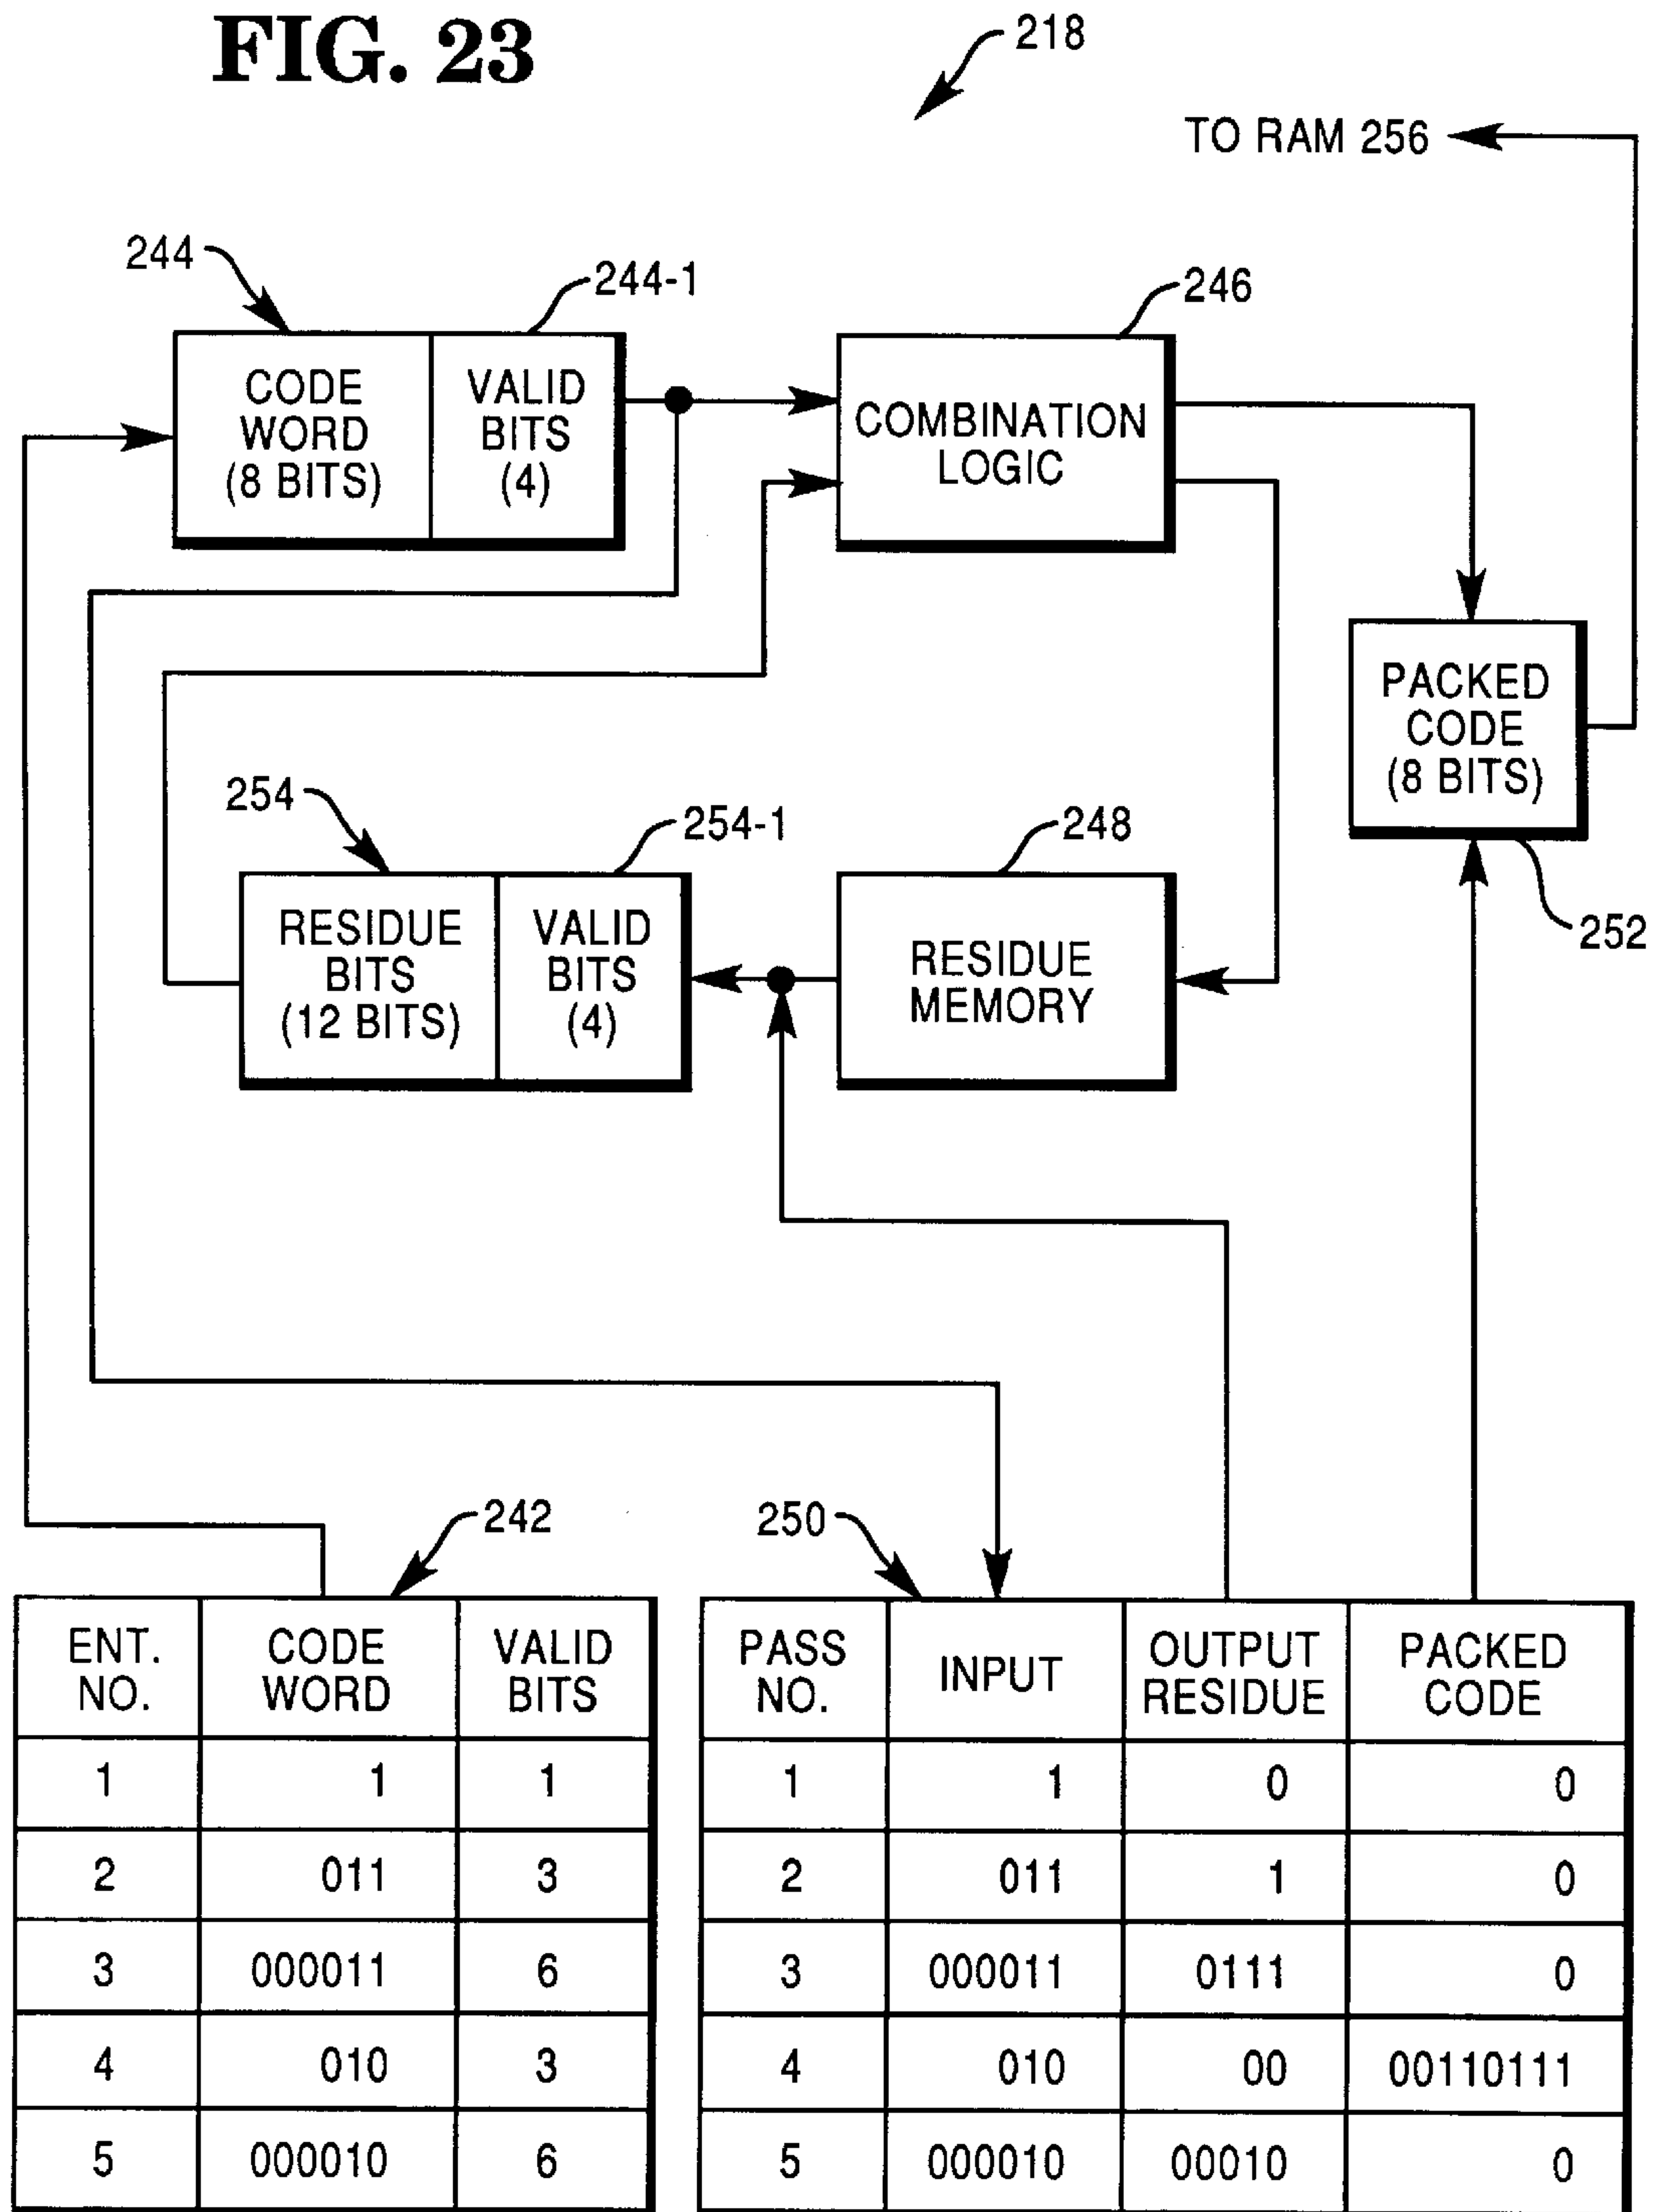 FIG. 23
218
TO RAM 256
244
244-1
246
CODE
WORD
(8 BITS)
VALID
BITS
(4)
COMBINATION
LOGIC
PACKED
CODE
(8 BITS)
252
254
254-1
248
RESIDUE
BITS
(12 BITS)
VALID
BITS
(4)
RESIDUE
MEMORY
242
250
ENT. NO. CODE WORD VALID BITS
1 1 1
2 011 3
3 000011 6
4 010 3
5 000010 6
PASS NO. INPUT OUTPUT RESIDUE PACKED CODE
1 1 0 0
2 011 1 0
3 000011 0111 0
4 010 00 00110111
5 000010 00010 0